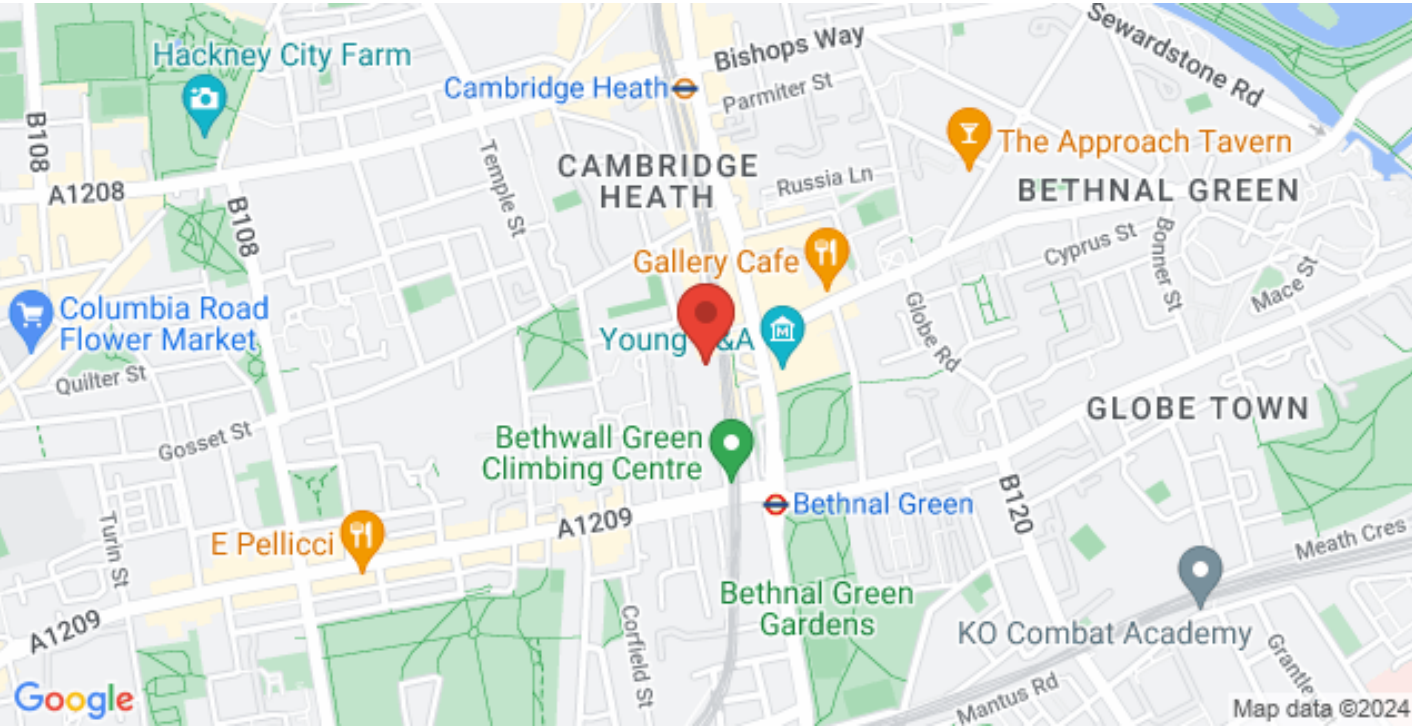 Hackney City Farm
Bishops Way
Sewardstone Rd
Cambridge Heath
Parmiter St
B108
The Approach Tavern
Temple St
CAMBRIDGE
HEATH
Russia Ln
BETHNAL GREEN
A1208
B108
Bonner St
Cyprus St
Gallery Cafe
Mace St
Columbia Road
Flower Market
Globe Rd
Young &A
Quilter St
GLOBE TOWN
Gosset St
Bethwall Green
Climbing Centre
B120
Bethnal Green
A1209
Turin St
E Pellicci
Meath Cres
Bethnal Green
Gardens
A1209
Corfield St
KO Combat Academy
Grantle
Mantus Rd
Google
Map data ©2024